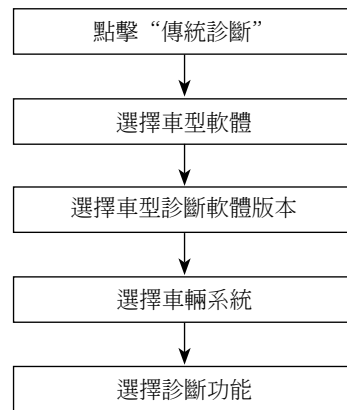 點擊“傳統診斷”
選擇車型軟體
選擇車型診斷軟體版本
選擇車輛系統
選擇診斷功能